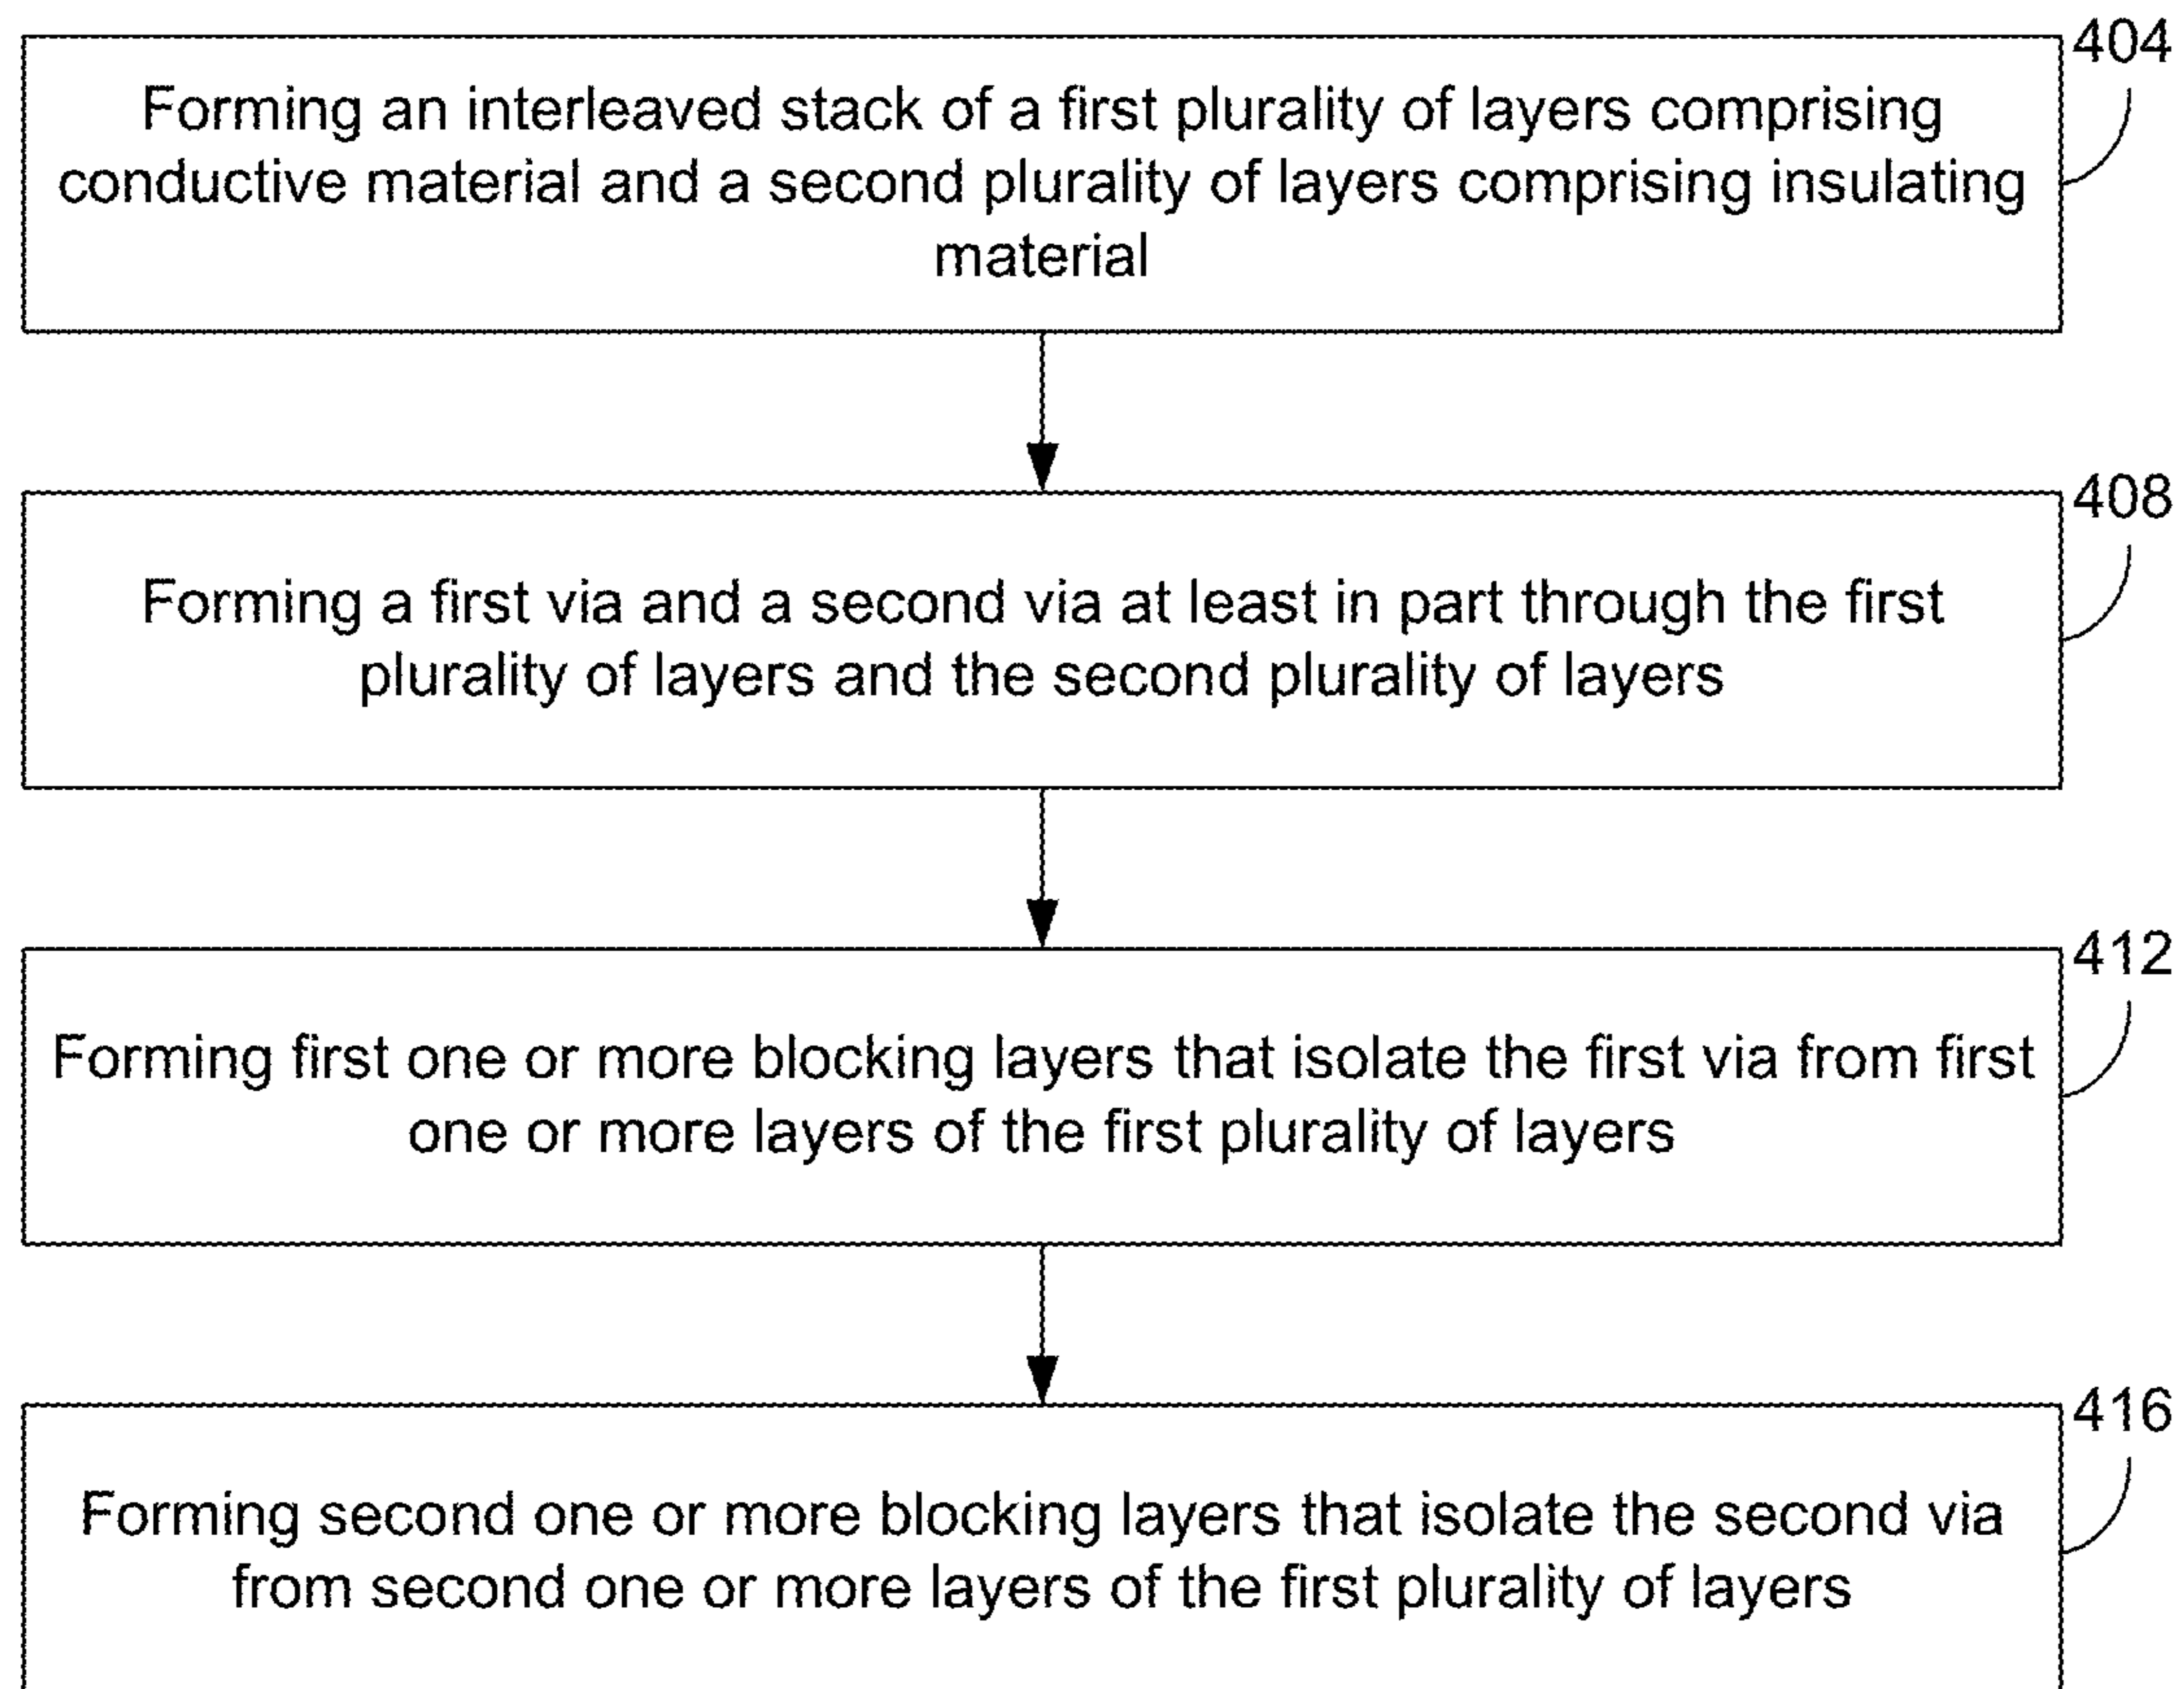 404
Forming an interleaved stack of a first plurality of layers comprising
conductive material and a second plurality of layers comprising insulating
material
408
Forming a first via and a second via at least in part through the first
plurality of layers and the second plurality of layers
412
Forming first one or more blocking layers that isolate the first via from first
one or more layers of the first plurality of layers
416
Forming second one or more blocking layers that isolate the second via
from second one or more layers of the first plurality of layers